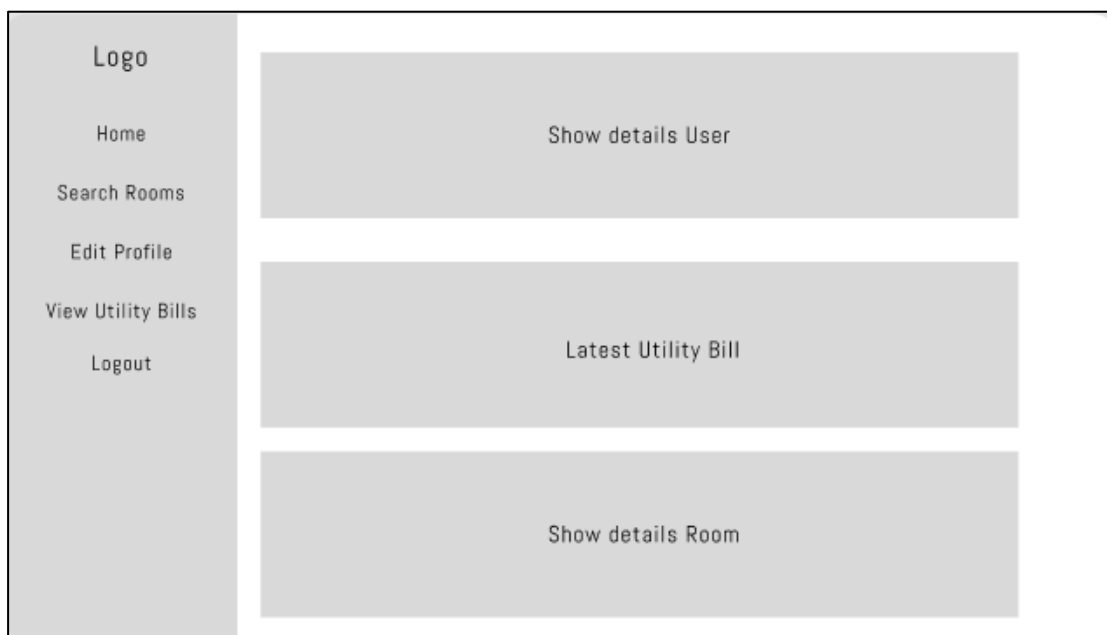 Logo
Home
Search Rooms
Edit Profile
View Utility Bills
Logout
Show details User
Latest Utility Bill
Show details Room